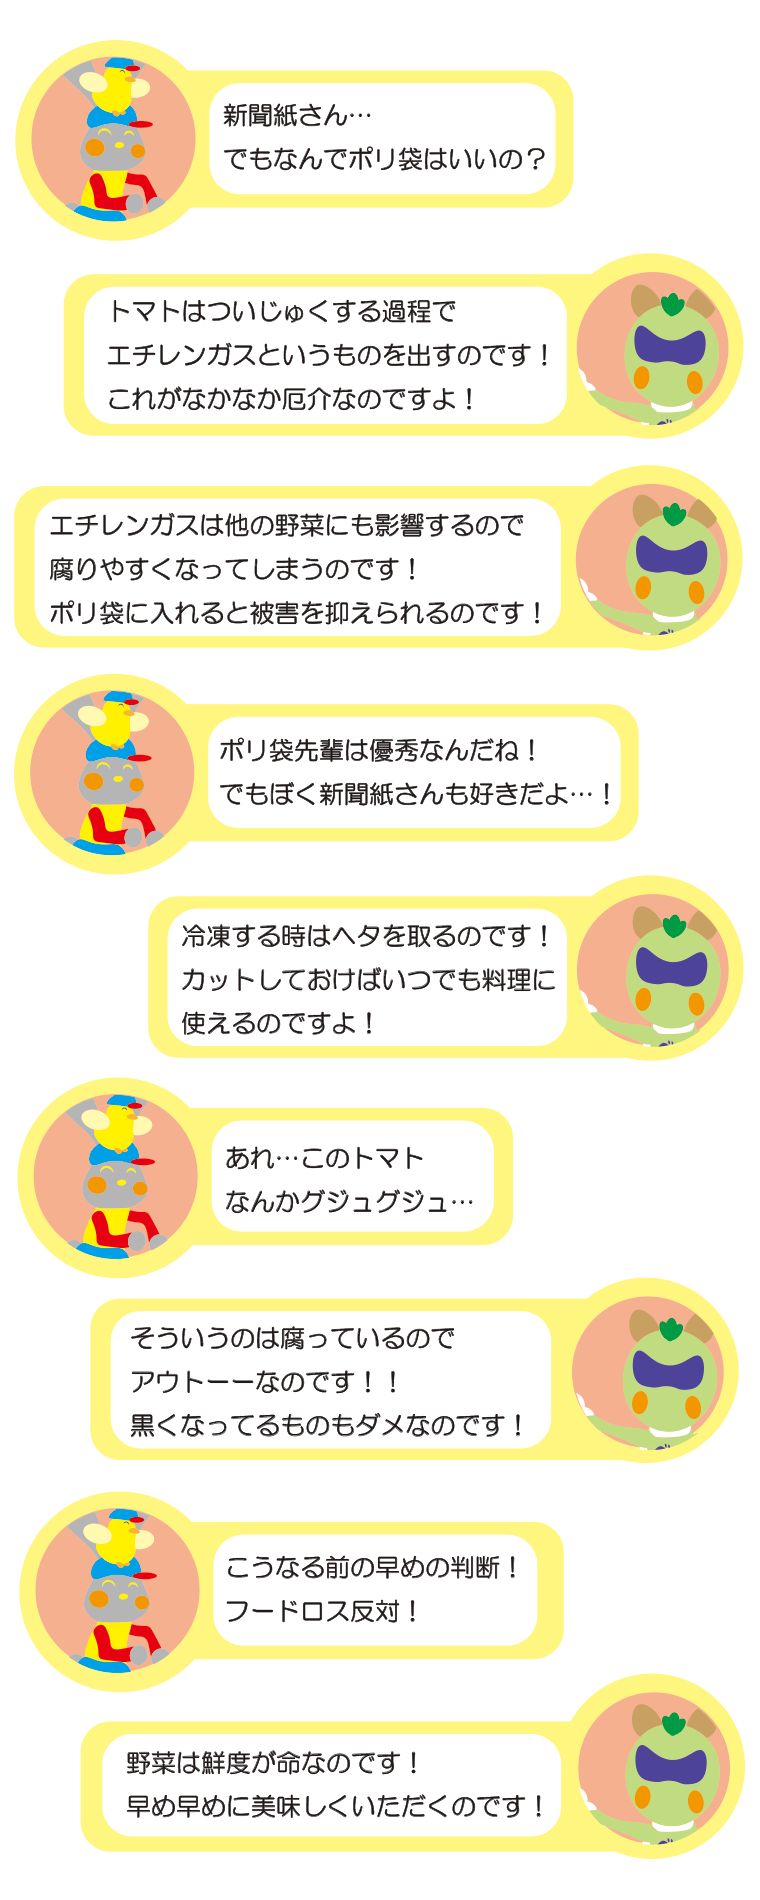 新聞紙さん…
でもなんでポリ袋はいいの？
トマトはついじゅくする過程で
エチレンガスというものを出すのです！
これがなかなか厄介なのですよ！
エチレンガスは他の野菜にも影響するので
腐りやすくなってしまうのです！
ポリ袋に入れると被害を抑えられるのです！
ポリ袋先輩は優秀なんだね！
でもぼく新聞紙さんも好きだよ…！
冷凍する時はヘタを取るのです！
カットしておけばいつでも料理に
使えるのですよ！
あれ…このトマト
なんかグジュグジュ…
そういうのは腐っているので
アウトーーなのです！！
黒くなってるものもダメなのです！
こうなる前の早めの判断！
フードロス反対！
野菜は鮮度が命なのです！
早め早めに美味しくいただくのです！